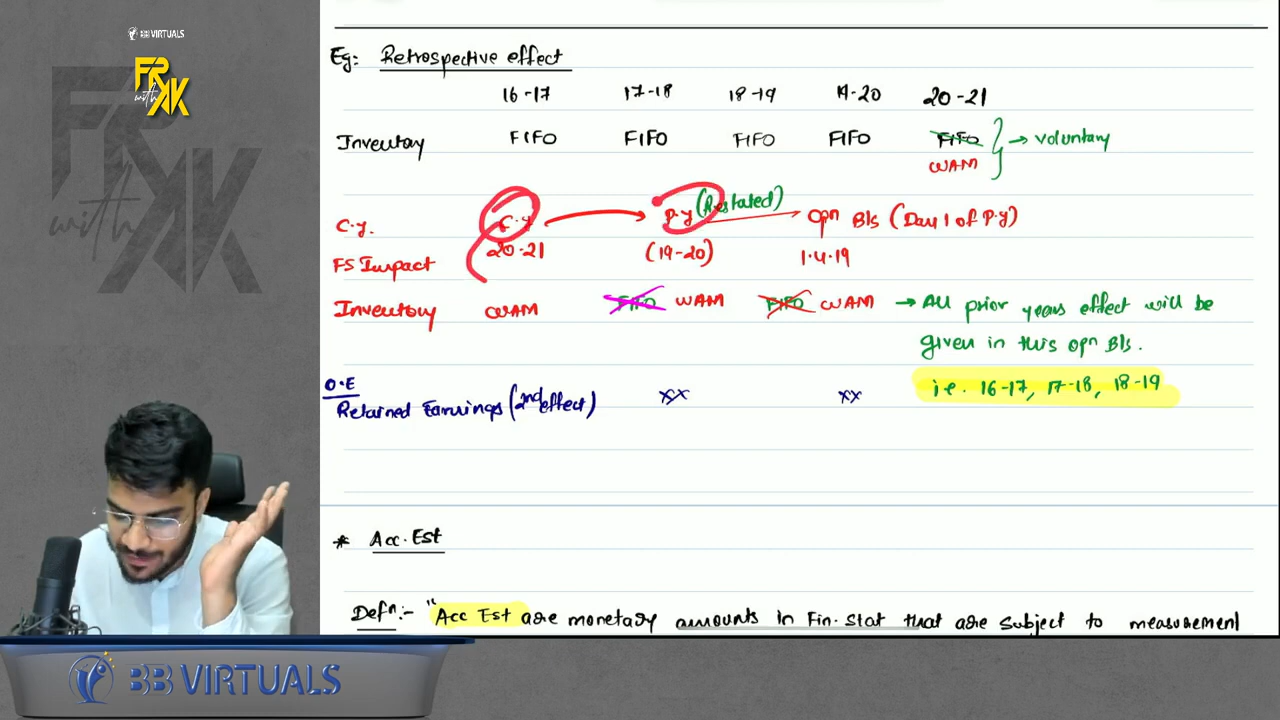 BB VIRTUALS
FR
with AK
FR
with AK
Eg: Retrospective effect
16-17 17-18 18-19 19-20 20-21
Inventory FIFO FIFO FIFO FIFO FIFO → voluntary
WAM
C.y. C.y P.y (Restated) Opn B/s (Day 1 of P.y)
FS Impact 20-21 (19-20) 1.4.19
Inventory WAM FIFO WAM FIFO WAM → All prior years effect will be
given in this opn B/s.
i.e. 16-17, 17-18, 18-19
O.E
Retained Earnings (2nd effect) xx xx
* Acc. Est
Defn:- "Acc Est are monetary amounts in Fin. Stat that are subject to measurement
BB VIRTUALS